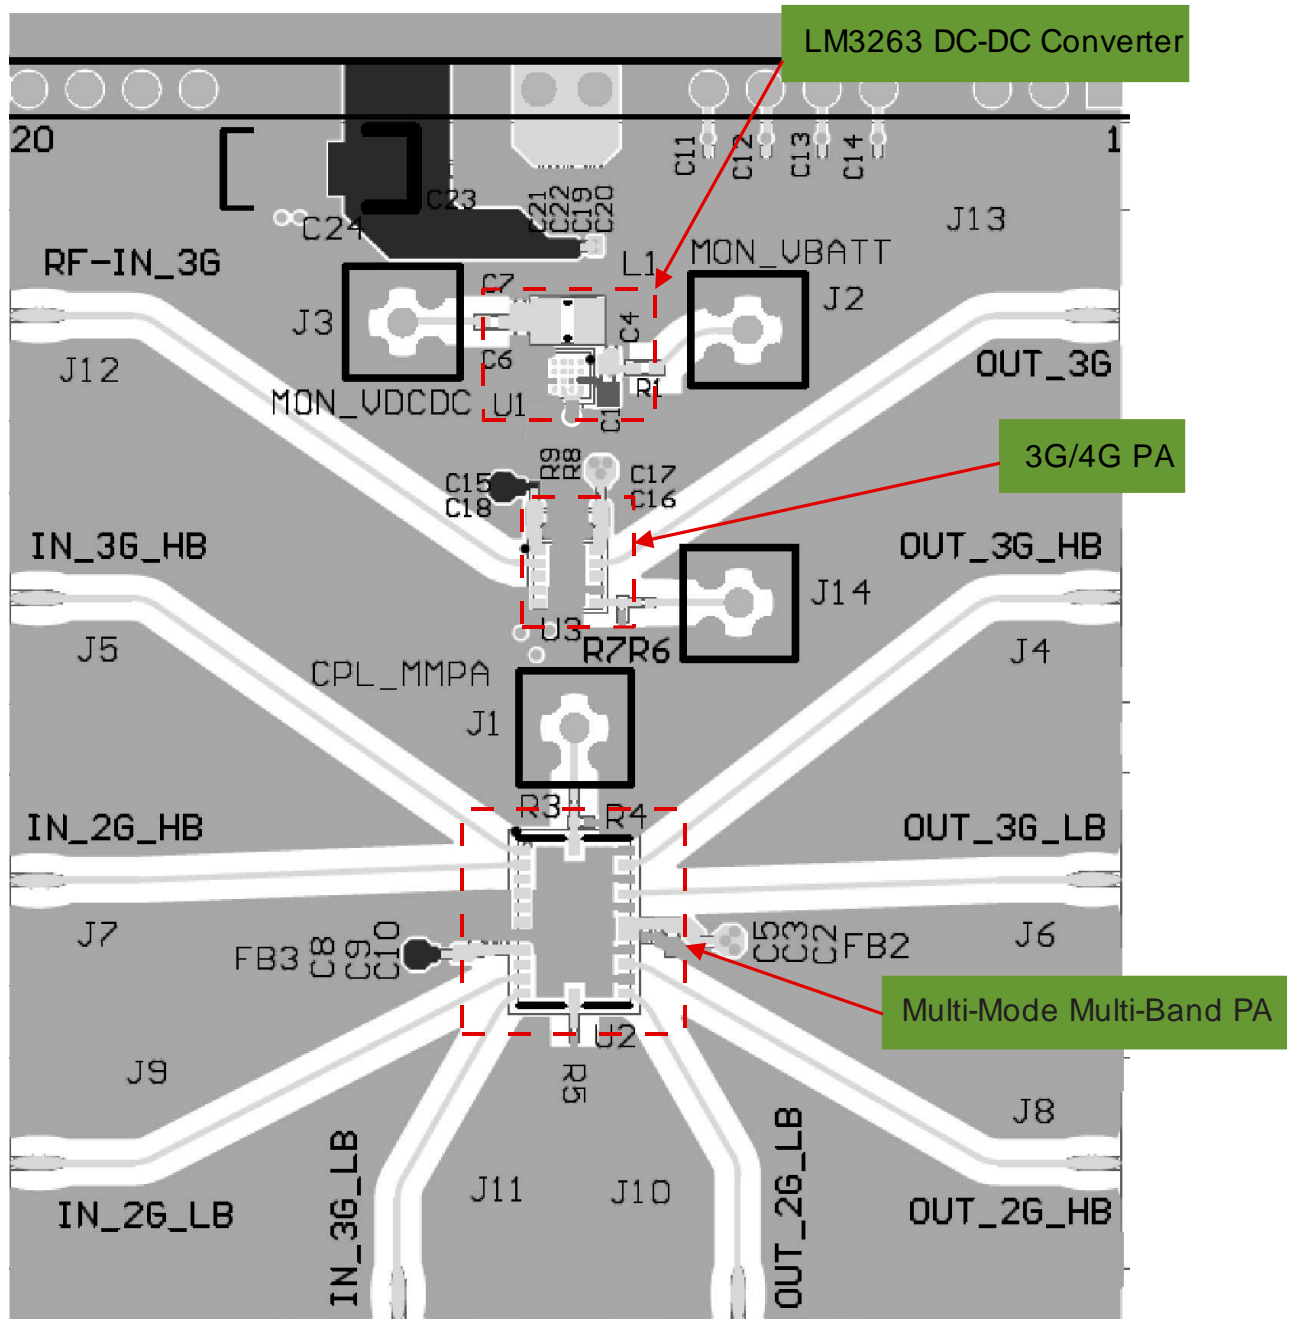 LM3263 DC-DC Converter
20
1
C11
C12
C13
C14
C23
C24
C21
C22
C19
C20
J13
RF-IN_3G
MON_VBATT
L1
C7
J3
J2
C4
C6
R1
J12
OUT_3G
MON_VDCDC
U1
C1
3G/4G PA
R9
R8
C15
C17
C18
C16
IN_3G_HB
OUT_3G_HB
J14
U3
J5
R7R6
J4
CPL_MMPA
J1
R3
R4
IN_2G_HB
OUT_3G_LB
J7
J6
FB3
C8
C9
C10
C5
C3
C2
FB2
Multi-Mode Multi-Band PA
U2
J9
R5
J8
J11
J10
IN_2G_LB
IN_3G_LB
OUT_2G_LB
OUT_2G_HB